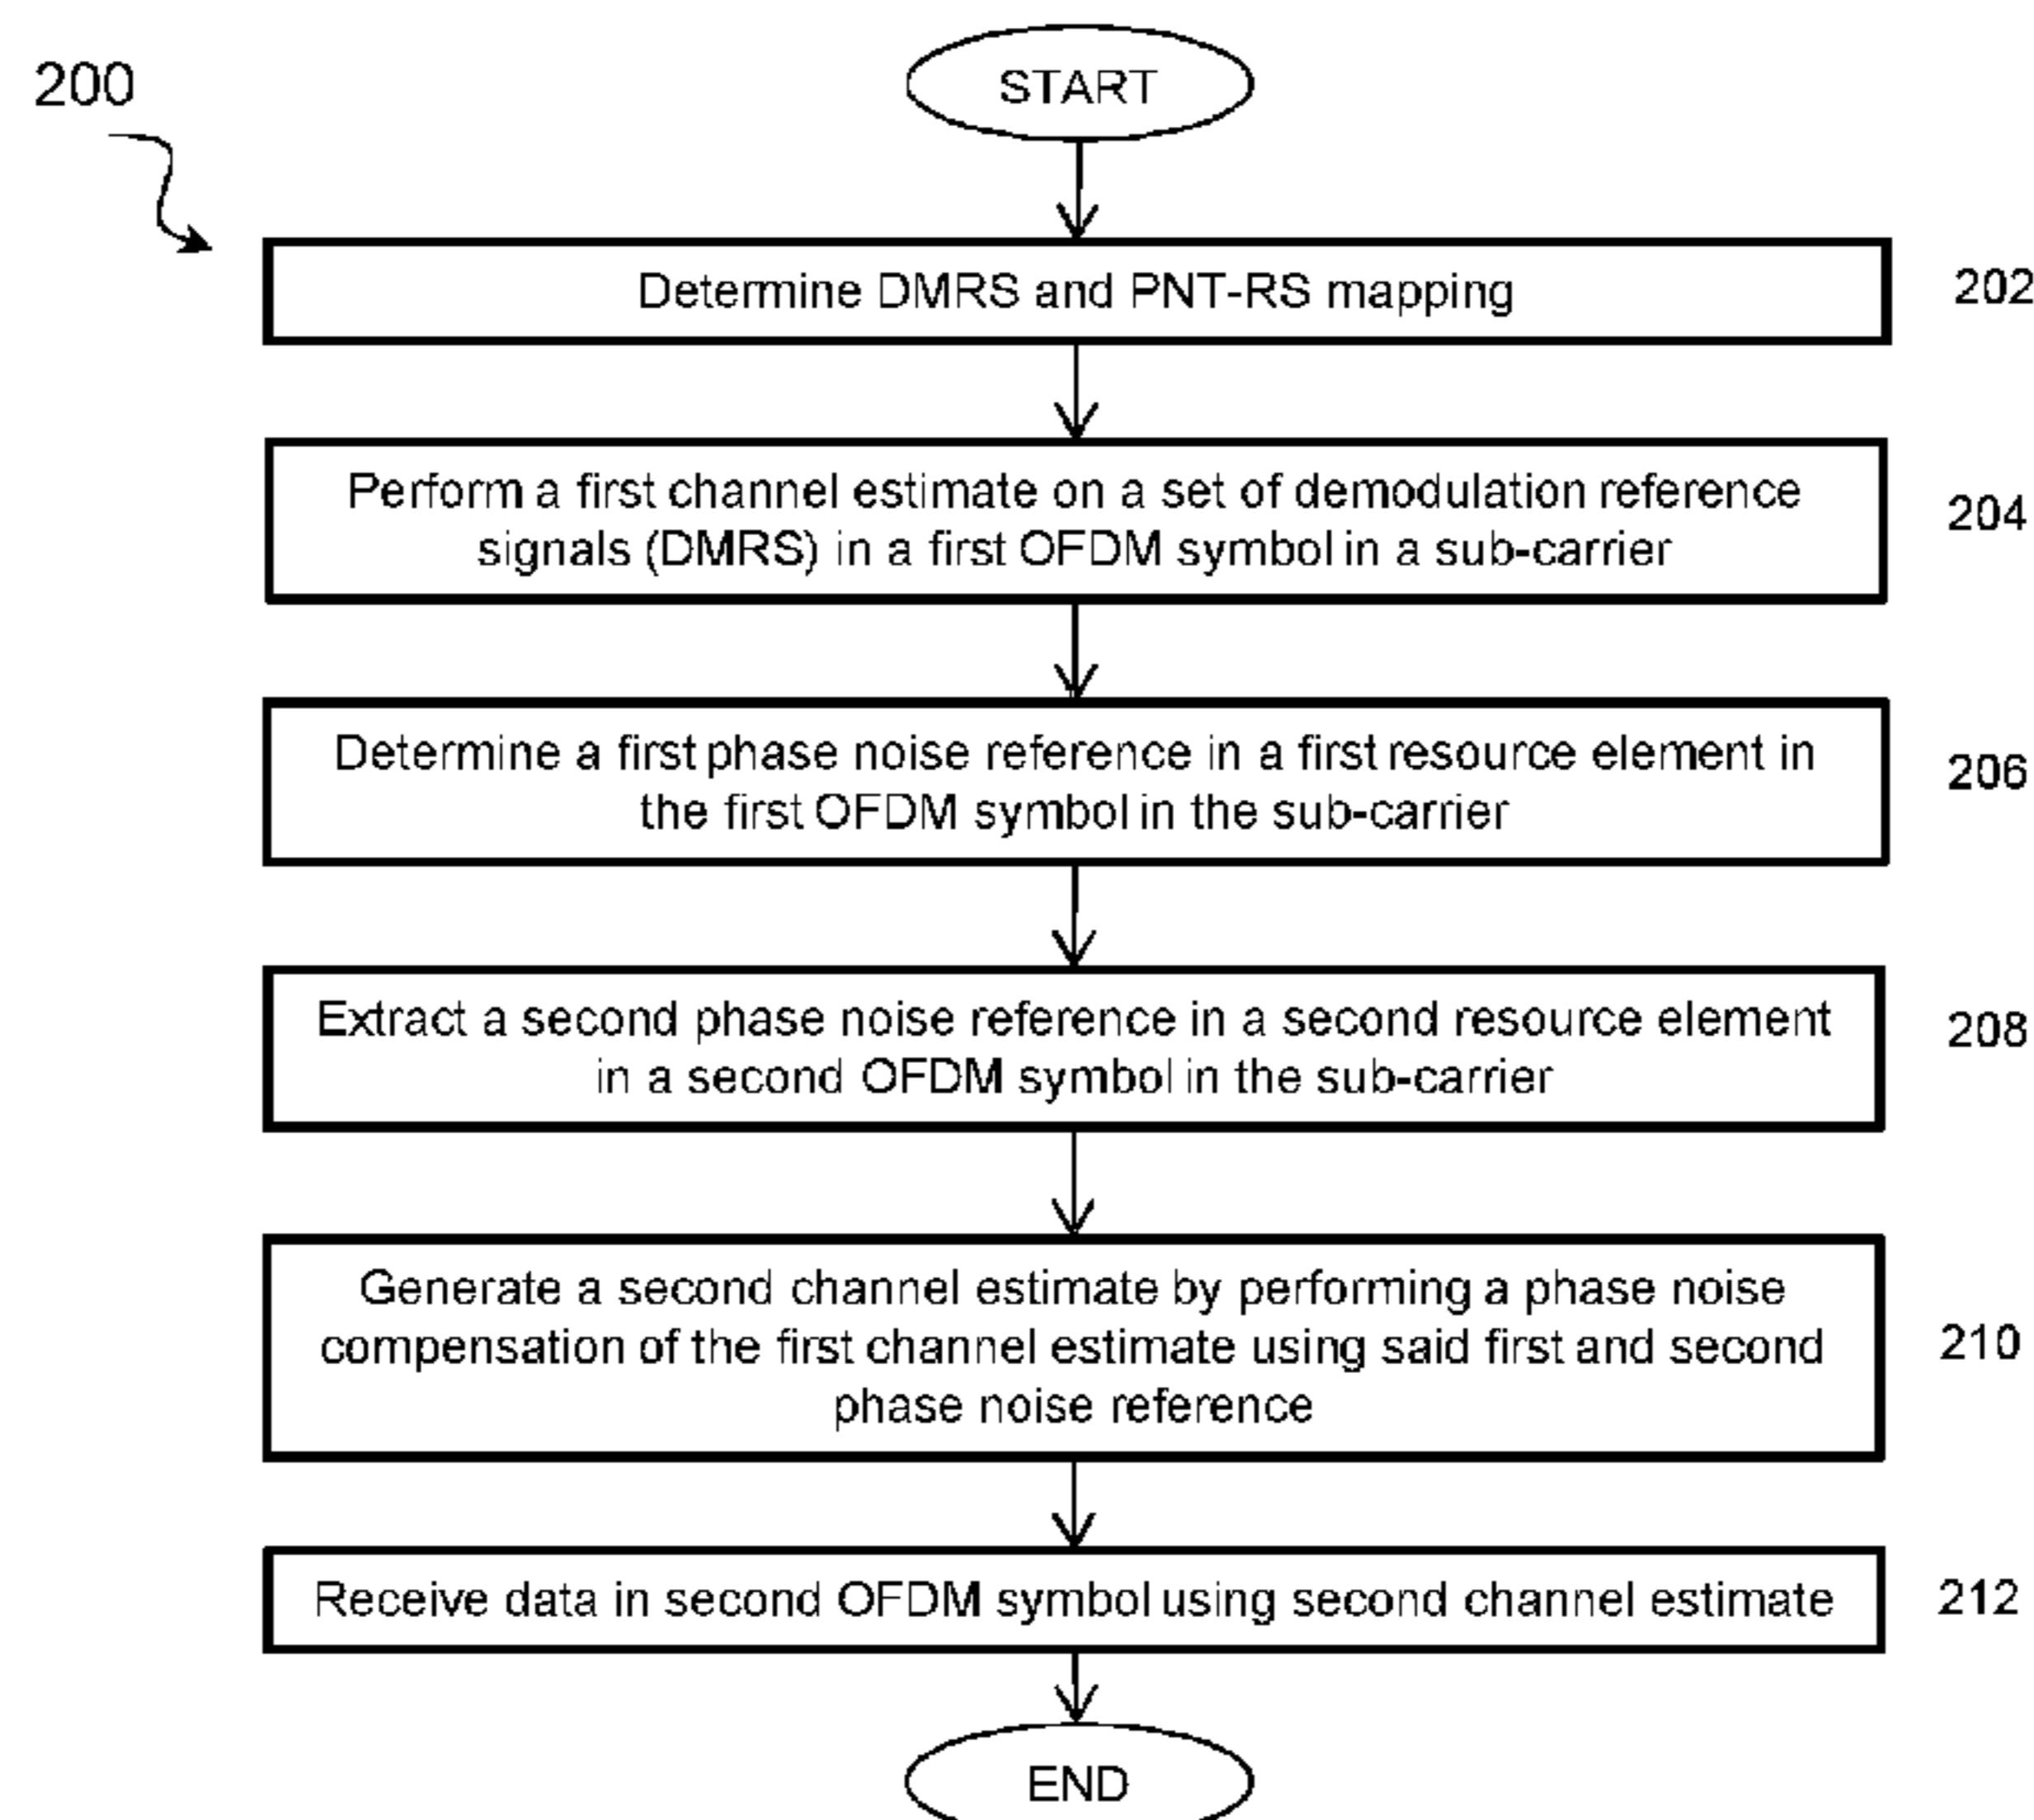 200
START
Determine DMRS and PNT-RS mapping
202
Perform a first channel estimate on a set of demodulation reference
signals (DMRS) in a first OFDM symbol in a sub-carrier
204
Determine a first phase noise reference in a first resource element in
the first OFDM symbol in the sub-carrier
206
Extract a second phase noise reference in a second resource element
in a second OFDM symbol in the sub-carrier
208
Generate a second channel estimate by performing a phase noise
compensation of the first channel estimate using said first and second
phase noise reference
210
Receive data in second OFDM symbol using second channel estimate
212
END